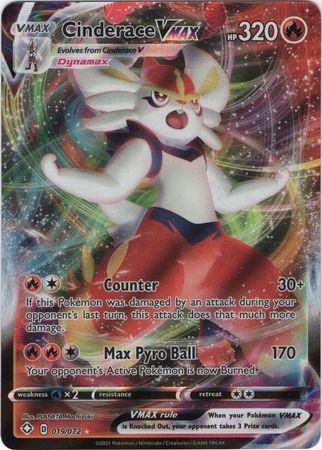 VMAX Cinderace VMAX HP 320
Evolves from Cinderace V
Dynamax
Counter 30+
If this Pokémon was damaged by an attack during your
opponent's last turn, this attack does that much more
damage.
Max Pyro Ball 170
Your opponent's Active Pokémon is now Burned.
weakness ×2 resistance retreat
Illus. PLANETA Mochizuki
D 019/072
VMAX rule When your Pokémon VMAX
is Knocked Out, your opponent takes 3 Prize cards.
©2021 Pokémon / Nintendo / Creatures / GAME FREAK